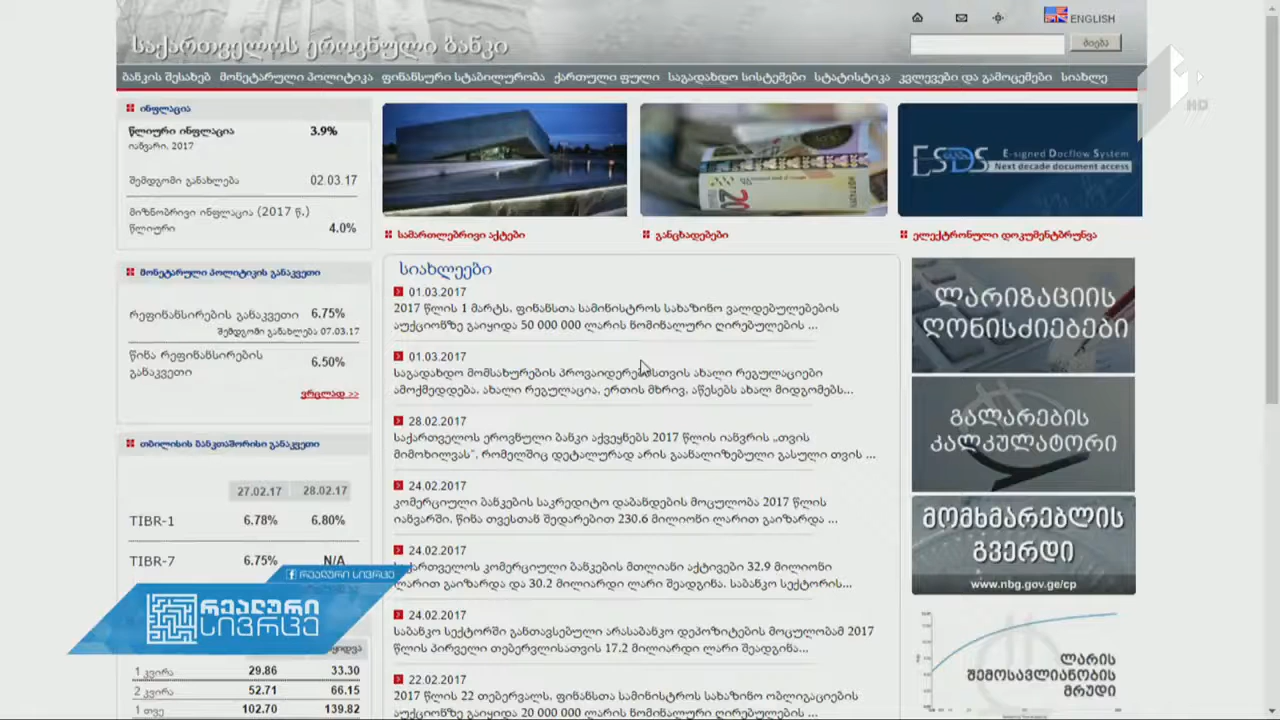 საქართველოს ეროვნული ბანკი
ENGLISH
ძიება
ბანკის შესახებ მონეტარული პოლიტიკა ფინანსური სტაბილურობა ქართული ფული საგადახდო სისტემები სტატისტიკა კვლევები და გამოცემები სიახლე
HD
ინფლაცია
წლიური ინფლაცია 3.9%
იანვარი, 2017
შემდგომი განახლება 02.03.17
მიზნობრივი ინფლაცია (2017 წ.)
წლიური 4.0%
მონეტარული პოლიტიკის განაკვეთი
რეფინანსირების განაკვეთი 6.75%
შემდგომი განახლება 07.03.17
წინა რეფინანსირების
განაკვეთი 6.50%
ვრცლად >>
თბილისის ბანკთაშორისი განაკვეთი
27.02.17 28.02.17
TIBR-1 6.78% 6.80%
TIBR-7 6.75% N/A
რეალური სივრცე
რეალური
სივრცე
1 კვირა 29.86 33.30
2 კვირა 52.71 66.15
1 თვე 102.70 139.82
სამართლებრივი აქტები
განცხადებები
ESDS E-signed Docflow System
Next decade document access
ელექტრონული დოკუმენტბრუნვა
სიახლეები
01.03.2017
2017 წლის 1 მარტს, ფინანსთა სამინისტროს სახაზინო ვალდებულებების
აუქციონზე გაიყიდა 50 000 000 ლარის ნომინალური ღირებულების ...
01.03.2017
საგადახდო მომსახურების პროვაიდერებისთვის ახალი რეგულაციები
ამოქმედდება. ახალი რეგულაცია, ერთის მხრივ, აწესებს ახალ მიდგომებს...
28.02.2017
საქართველოს ეროვნული ბანკი აქვეყნებს 2017 წლის იანვრის „თვის
მიმოხილვას“, რომელშიც დეტალურად არის გაანალიზებული გასული თვის ...
24.02.2017
კომერციული ბანკების საკრედიტო დაბანდების მოცულობა 2017 წლის
იანვარში, წინა თვესთან შედარებით 230.6 მილიონი ლარით გაიზარდა ...
24.02.2017
საქართველოს კომერციული ბანკების მთლიანი აქტივები 32.9 მილიონი
ლარით გაიზარდა და 30.2 მილიარდი ლარი შეადგინა. საბანკო სექტორის...
24.02.2017
საბანკო სექტორში განთავსებული არასაბანკო დეპოზიტების მოცულობამ 2017
წლის პირველი თებერვლისათვის 17.2 მილიარდი ლარი შეადგინა...
22.02.2017
2017 წლის 22 თებერვალს, ფინანსთა სამინისტროს სახაზინო ობლიგაციების
აუქციონზე გაიყიდა 20 000 000 ლარის ნომინალური ღირებულების ...
ლარიზაციის
ღონისძიებები
გალარების
კალკულატორი
მომხმარებლის
გვერდი
www.nbg.gov.ge/cp
ლარის
შემოსავლიანობის
მრუდი